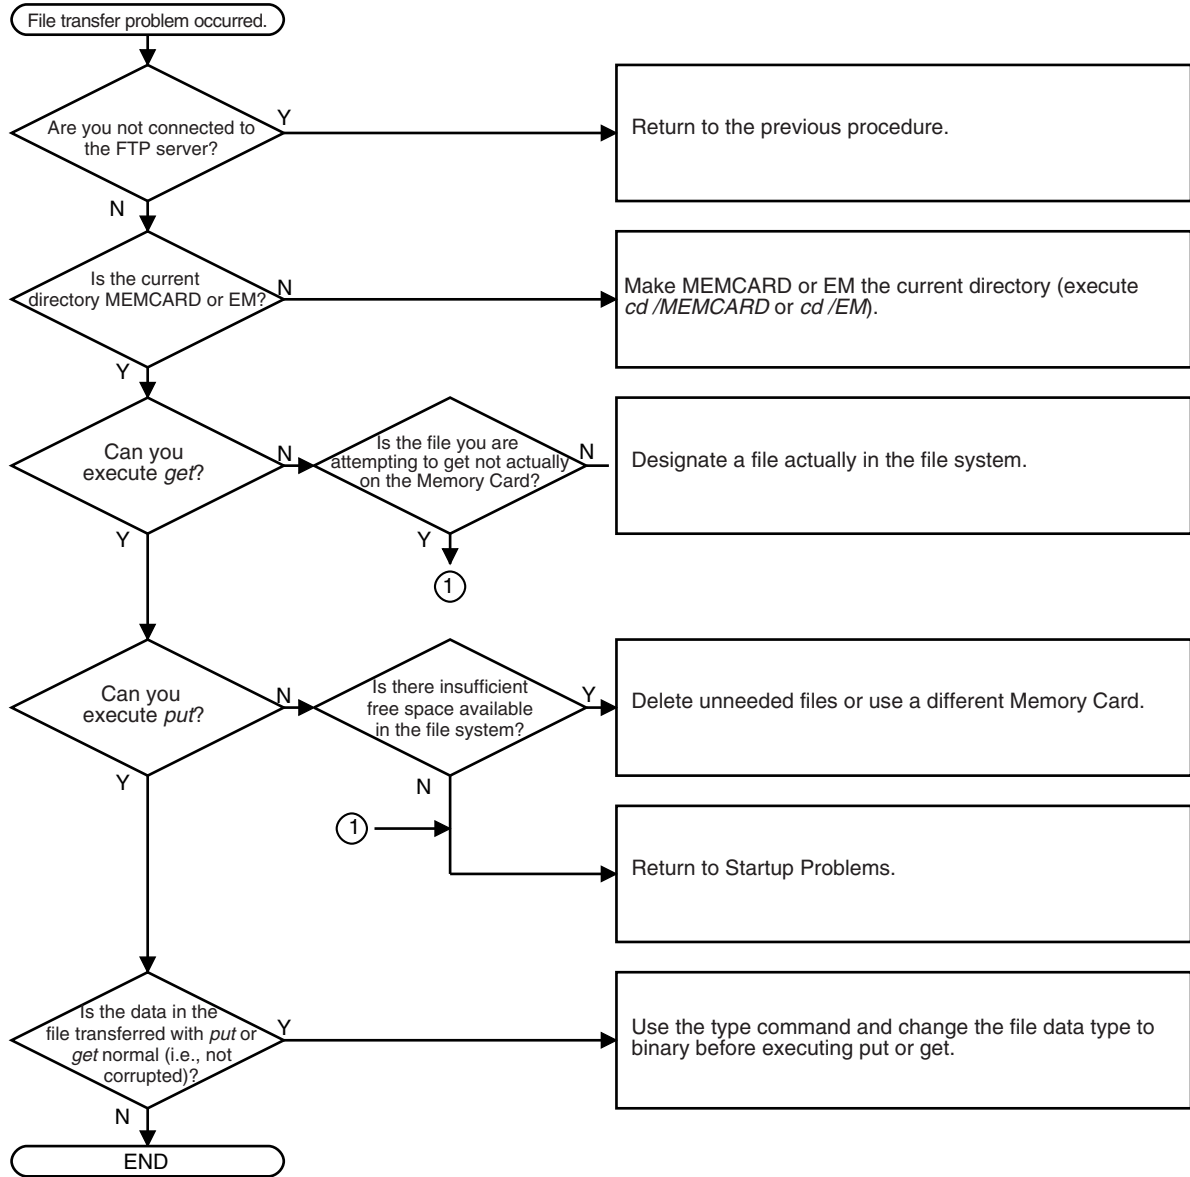 File transfer problem occurred.
Are you not connected to
the FTP server?
Y
N
Return to the previous procedure.
Is the current
directory MEMCARD or EM?
N
Y
Make MEMCARD or EM the current directory (execute
cd /MEMCARD or cd /EM).
Can you
execute get?
N
Y
Is the file you are
attempting to get not actually
on the Memory Card?
N
Y
1
Designate a file actually in the file system.
Can you
execute put?
N
Y
Is there insufficient
free space available
in the file system?
Y
N
Delete unneeded files or use a different Memory Card.
1
Return to Startup Problems.
Is the data in the
file transferred with put or
get normal (i.e., not
corrupted)?
Y
N
Use the type command and change the file data type to
binary before executing put or get.
END